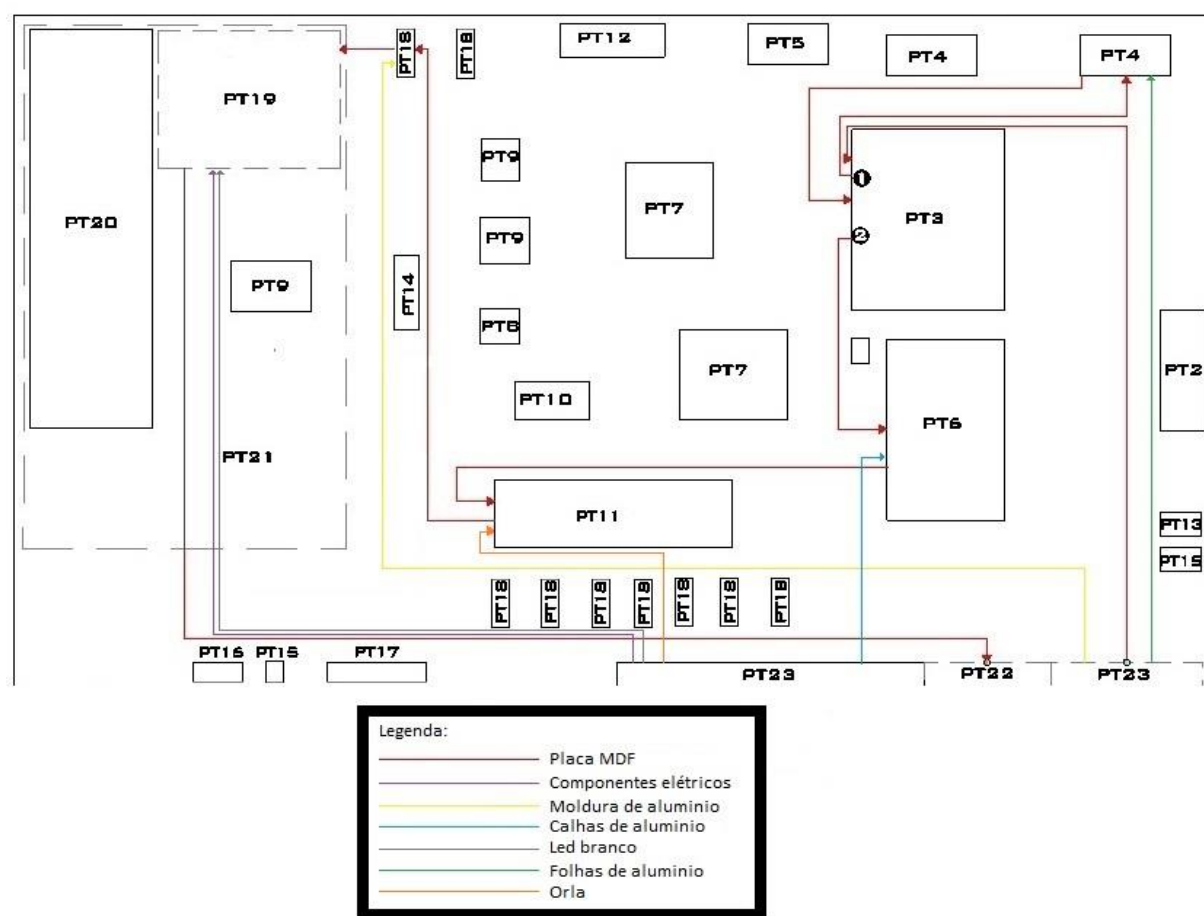 PT18
PT18
PT12
PT5
PT4
PT4
PT19
PT9
1
PT7
PT3
PT20
PT9
2
PT9
PT14
PT8
PT7
PT2
PT10
PT6
PT21
PT11
PT13
PT15
PT18
PT18
PT18
PT18
PT18
PT18
PT18
PT16
PT15
PT17
PT23
PT22
PT23
Legenda:
Placa MDF
Componentes elétricos
Moldura de aluminio
Calhas de aluminio
Led branco
Folhas de aluminio
Orla